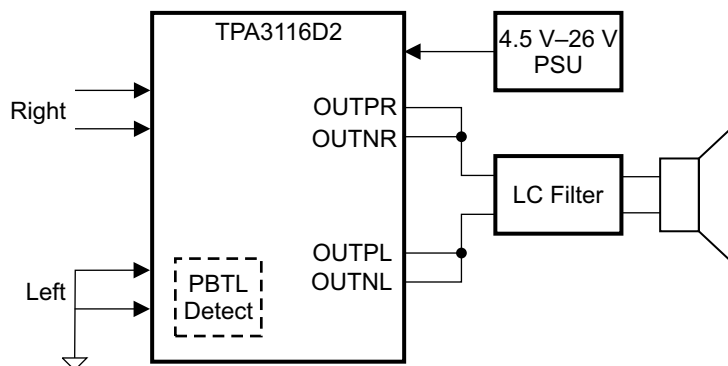 TPA3116D2
4.5 V–26 V
PSU
Right
OUTPR
OUTNR
LC Filter
OUTPL
OUTNL
Left
PBTL
Detect